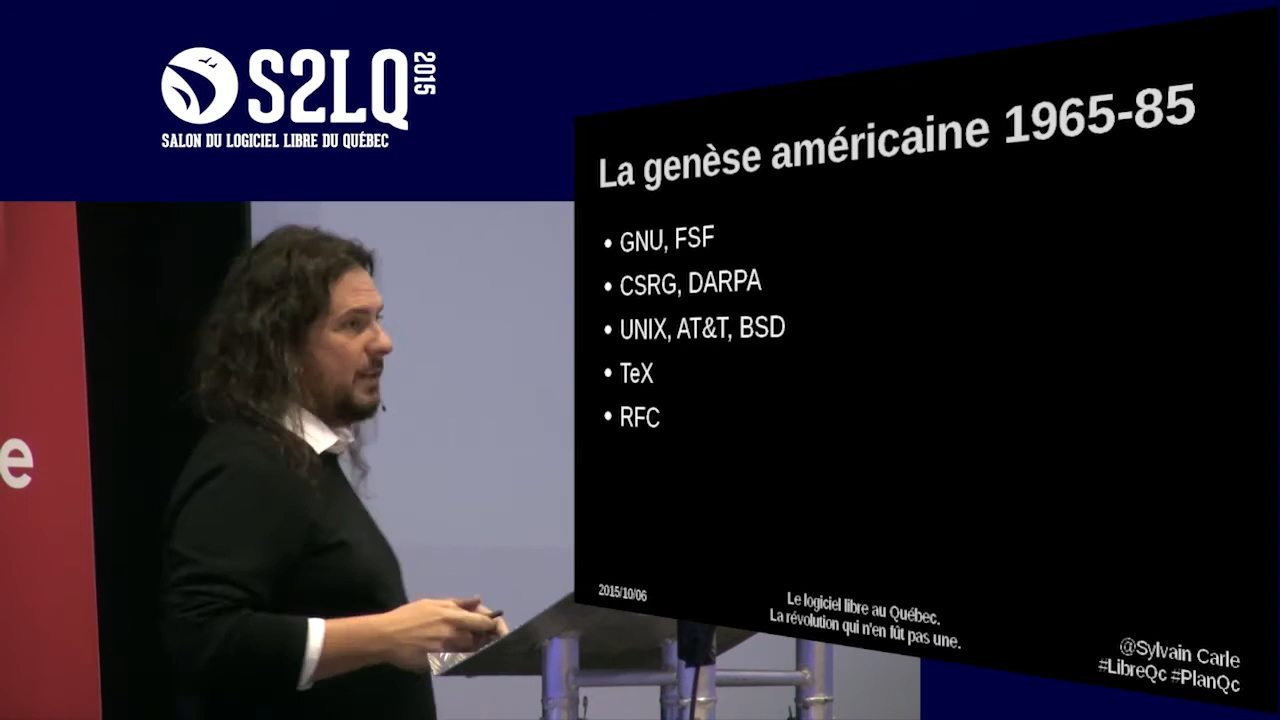 S2LQ 2015
SALON DU LOGICIEL LIBRE DU QUÉBEC
La genèse américaine 1965-85
• GNU, FSF
• CSRG, DARPA
• UNIX, AT&T, BSD
• TeX
• RFC
e
2015/10/06
Le logiciel libre au Québec.
La révolution qui n'en fût pas une.
@Sylvain Carle
#LibreQc #PlanQc